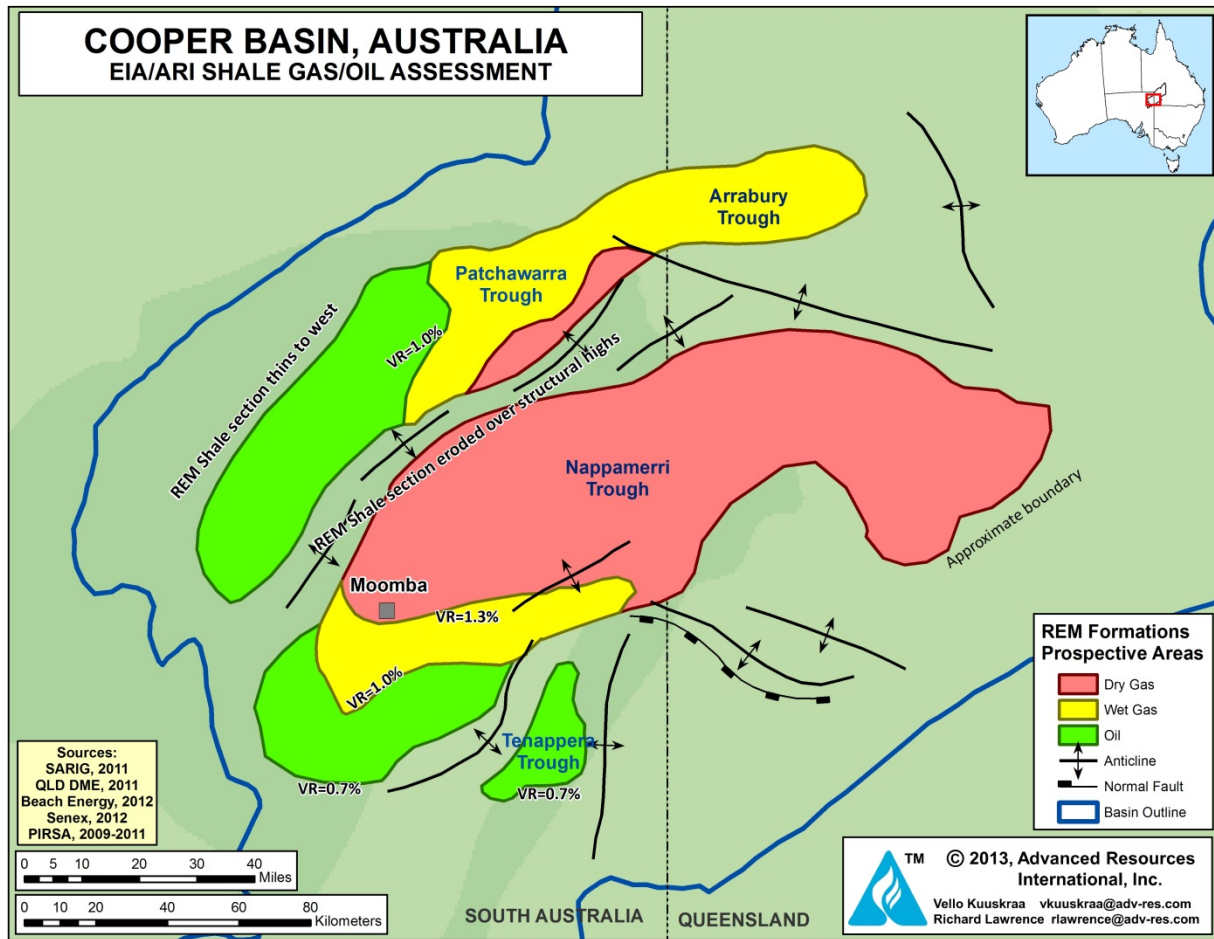 COOPER BASIN, AUSTRALIA
EIA/ARI SHALE GAS/OIL ASSESSMENT
Arrabury
Trough
Patchawarra
Trough
VR=1.0%
REM Shale section thins to west
REM Shale section eroded over structural highs
Nappamerri
Trough
Approximate boundary
Moomba
VR=1.3%
VR=1.0%
Tenappera
Trough
VR=0.7%
VR=0.7%
REM Formations
Prospective Areas
Dry Gas
Wet Gas
Oil
Anticline
Normal Fault
Basin Outline
Sources:
SARIG, 2011
QLD DME, 2011
Beach Energy, 2012
Senex, 2012
PIRSA, 2009-2011
0 5 10 20 30 40
Miles
0 20 40 60 80
Kilometers
SOUTH AUSTRALIA
QUEENSLAND
TM
© 2013, Advanced Resources
International, Inc.
Vello Kuuskraa vkuuskraa@adv-res.com
Richard Lawrence rlawrence@adv-res.com